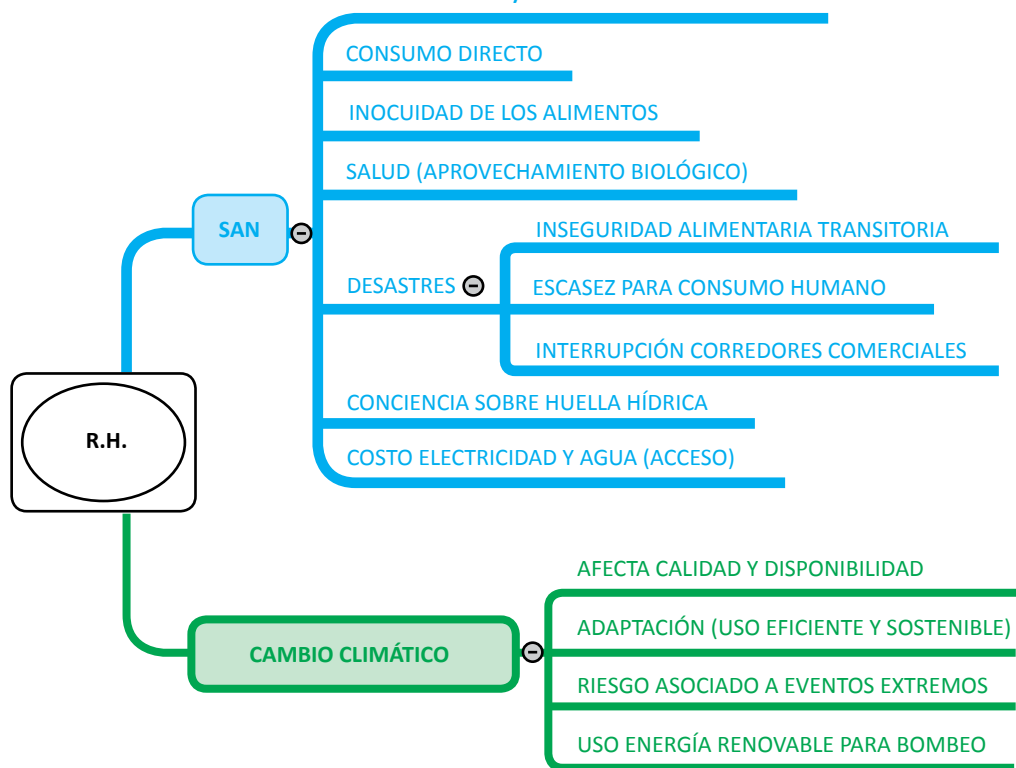 CONSUMO DIRECTO
INOCUIDAD DE LOS ALIMENTOS
SALUD (APROVECHAMIENTO BIOLÓGICO)
SAN
INSEGURIDAD ALIMENTARIA TRANSITORIA
DESASTRES
ESCASEZ PARA CONSUMO HUMANO
INTERRUPCIÓN CORREDORES COMERCIALES
CONCIENCIA SOBRE HUELLA HÍDRICA
R.H.
COSTO ELECTRICIDAD Y AGUA (ACCESO)
AFECTA CALIDAD Y DISPONIBILIDAD
ADAPTACIÓN (USO EFICIENTE Y SOSTENIBLE)
CAMBIO CLIMÁTICO
RIESGO ASOCIADO A EVENTOS EXTREMOS
USO ENERGÍA RENOVABLE PARA BOMBEO